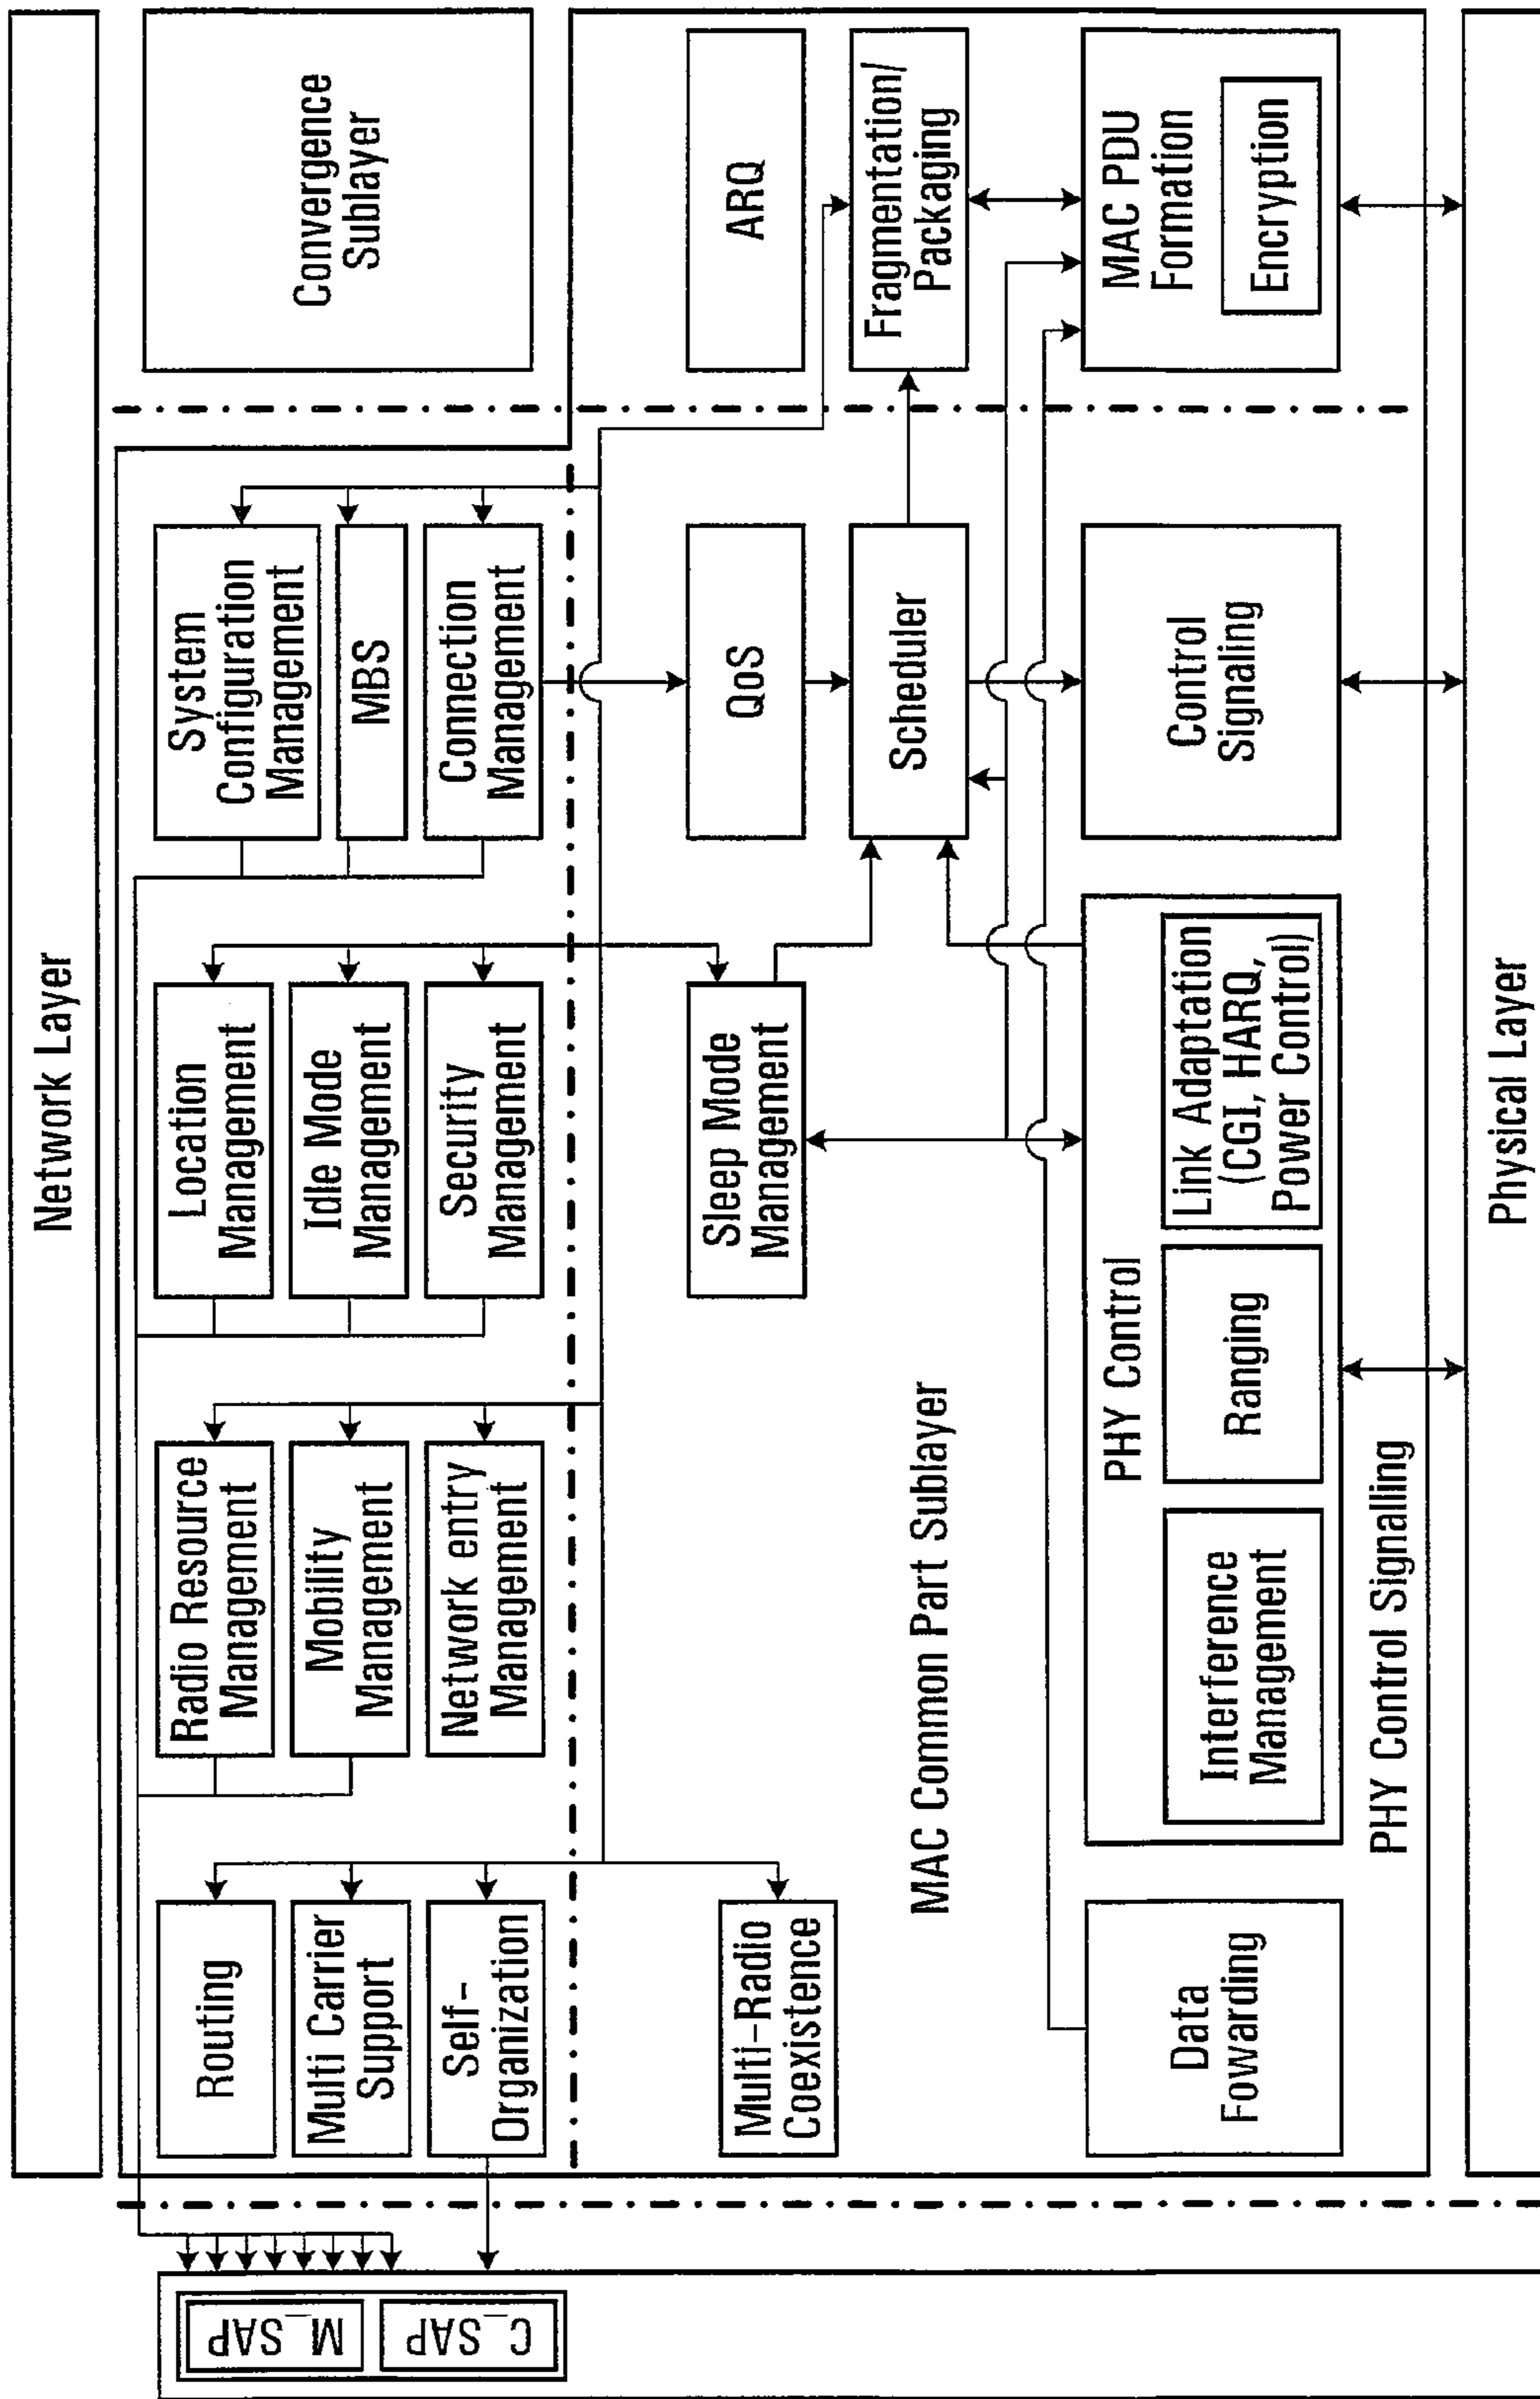 Network Layer
M_SAP
C_SAP
Routing
Multi Carrier
Support
Self-
Organization
Radio Resource
Management
Mobility
Management
Network entry
Management
Location
Management
Idle Mode
Management
Security
Management
System
Configuration
Management
MBS
Connection
Management
Convergence
Sublayer
Multi-Radio
Coexistence
Sleep Mode
Management
QoS
ARQ
MAC Common Part Sublayer
Scheduler
Fragmentation/
Packaging
Data
Fowarding
PHY Control
Interference
Management
Ranging
Link Adaptation
(CGI, HARQ,
Power Control)
Control
Signaling
MAC PDU
Formation
Encryption
PHY Control Signalling
Physical Layer